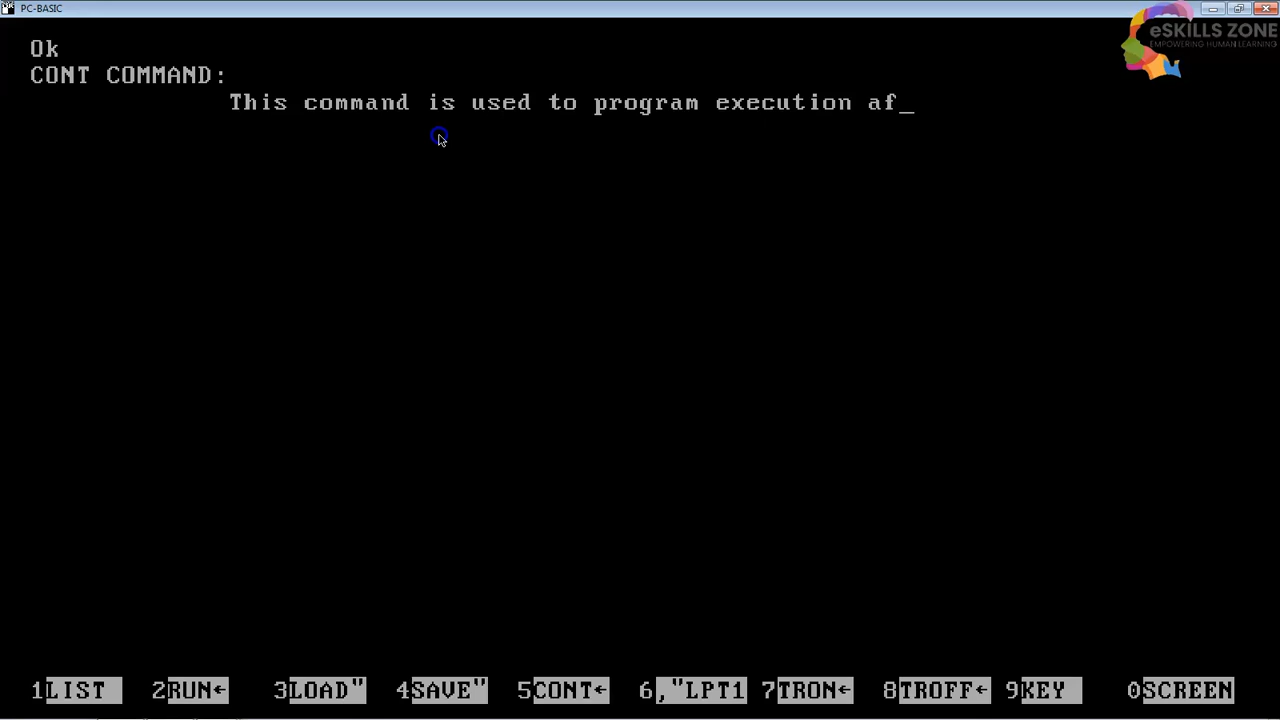 PC-BASIC
eSKILLS ZONE
EMPOWERING HUMAN LEARNING
Ok
CONT COMMAND:
This command is used to program execution af_
1LIST 2RUN← 3LOAD" 4SAVE" 5CONT← 6,"LPT1 7TRON← 8TROFF← 9KEY 0SCREEN